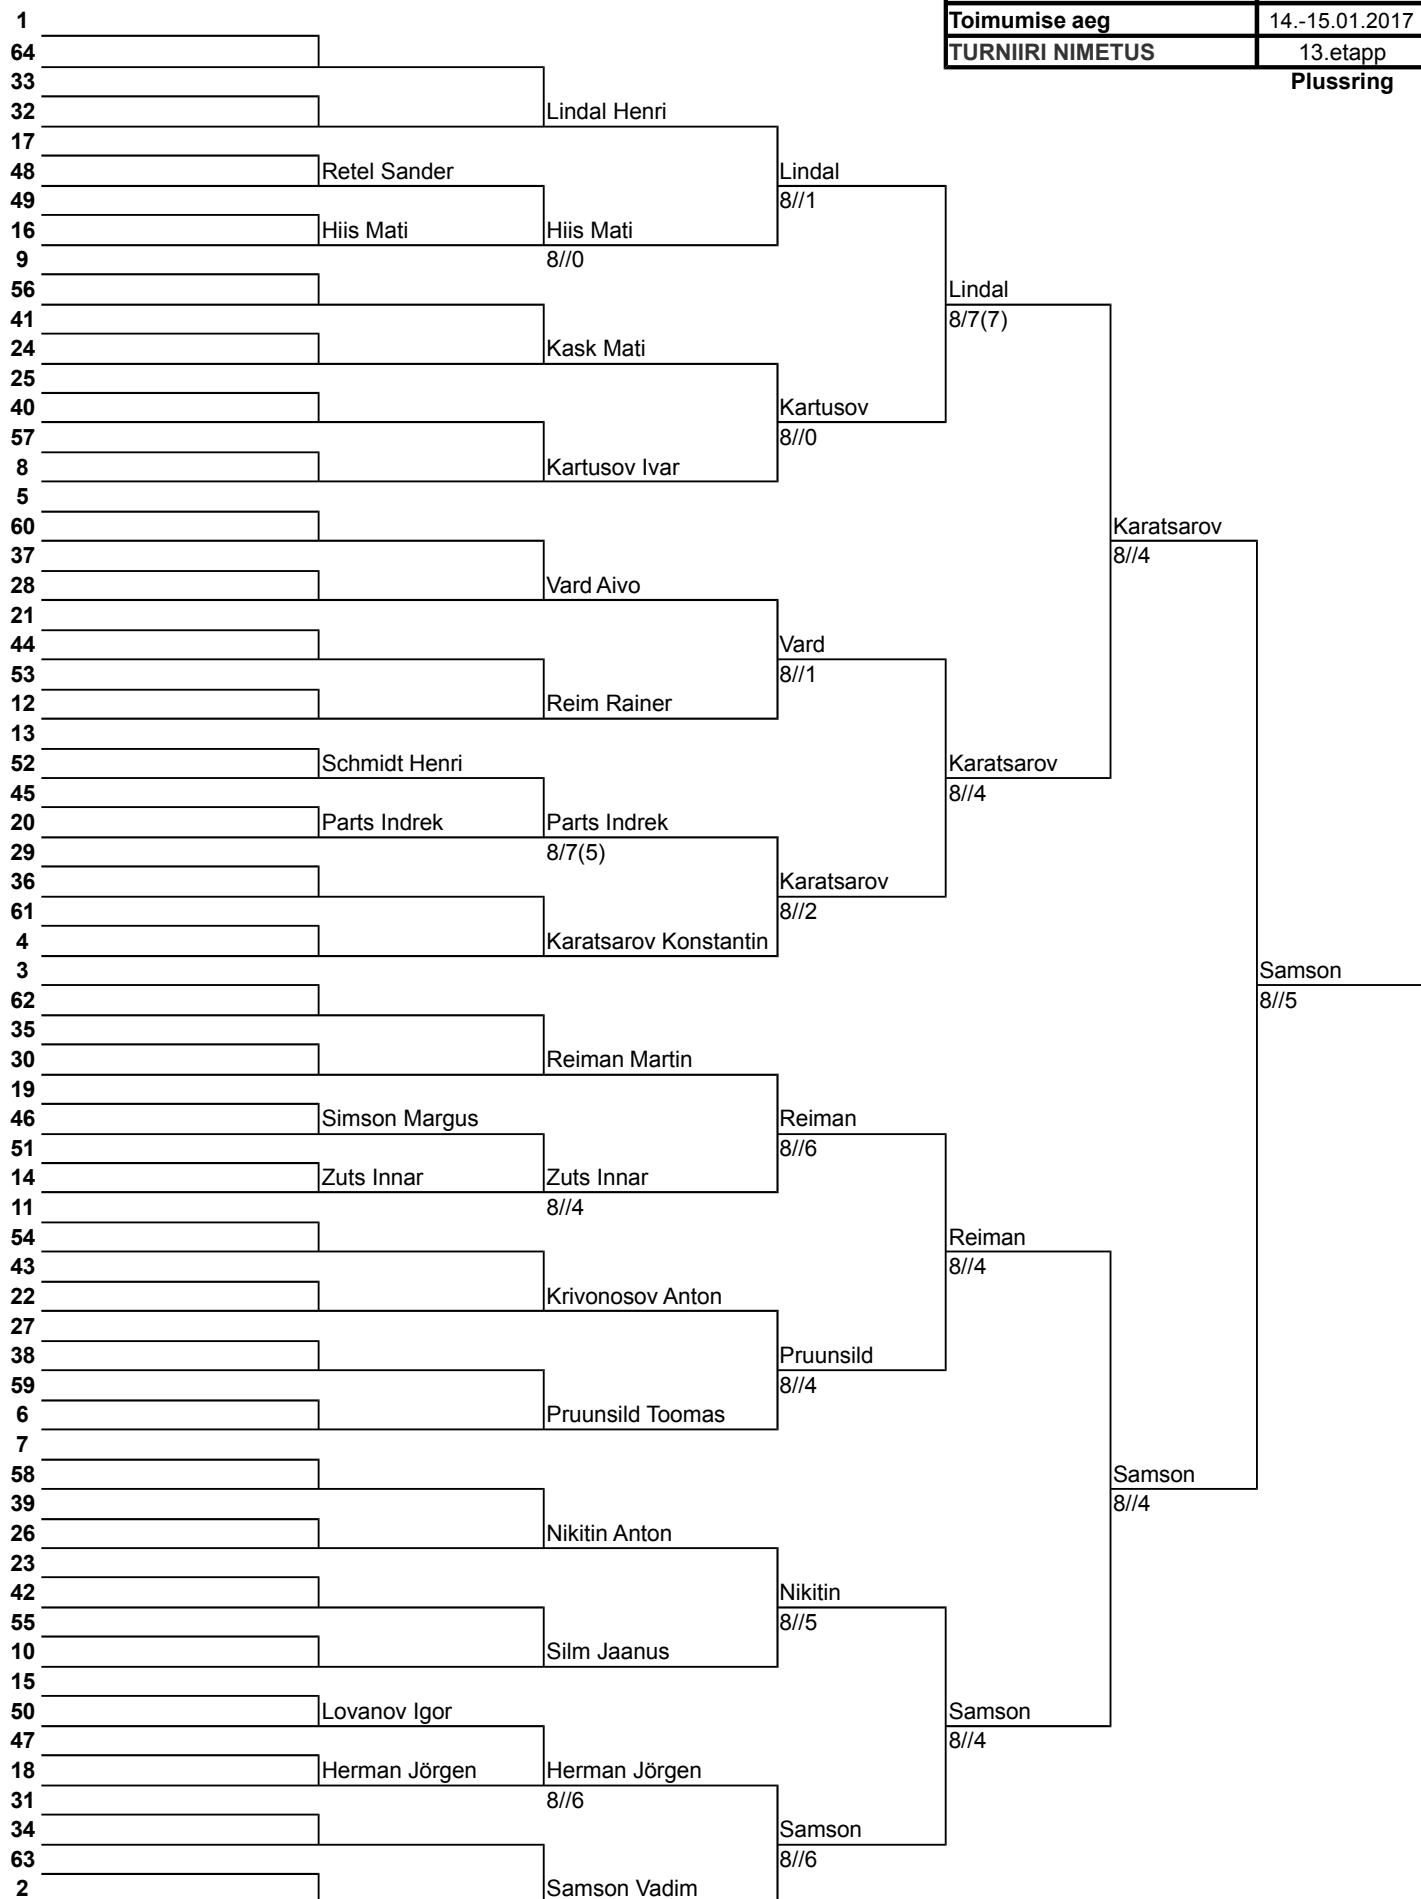 1
Toimumise aeg 14.-15.01.2017
64
TURNIIRI NIMETUS 13.etapp
33
Plussring
32 Lindal Henri
17
48 Retel Sander Lindal
49 8//1
16 Hiis Mati Hiis Mati
9 8//0
56 Lindal
41 8/7(7)
24 Kask Mati
25
40 Kartusov
57 8//0
8 Kartusov Ivar
5
60 Karatsarov
37 8//4
28 Vard Aivo
21
44 Vard
53 8//1
12 Reim Rainer
13
52 Schmidt Henri Karatsarov
45 8//4
20 Parts Indrek Parts Indrek
29 8/7(5)
36 Karatsarov
61 8//2
4 Karatsarov Konstantin
3 Samson
62 8//5
35
30 Reiman Martin
19
46 Simson Margus Reiman
51 8//6
14 Zuts Innar Zuts Innar
11 8//4
54 Reiman
43 8//4
22 Krivonosov Anton
27
38 Pruunsild
59 8//4
6 Pruunsild Toomas
7
58 Samson
39 8//4
26 Nikitin Anton
23
42 Nikitin
55 8//5
10 Silm Jaanus
15
50 Lovanov Igor Samson
47 8//4
18 Herman Jörgen Herman Jörgen
31 8//6
34 Samson
63 8//6
2 Samson Vadim